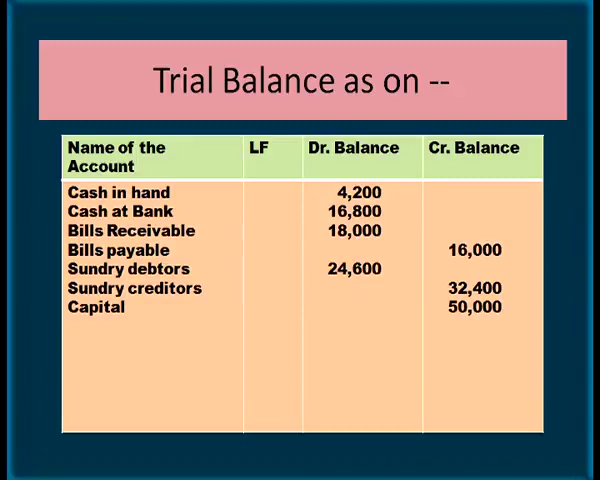 Trial Balance as on --
Name of the Account LF Dr. Balance Cr. Balance
Cash in hand 4,200
Cash at Bank 16,800
Bills Receivable 18,000
Bills payable 16,000
Sundry debtors 24,600
Sundry creditors 32,400
Capital 50,000